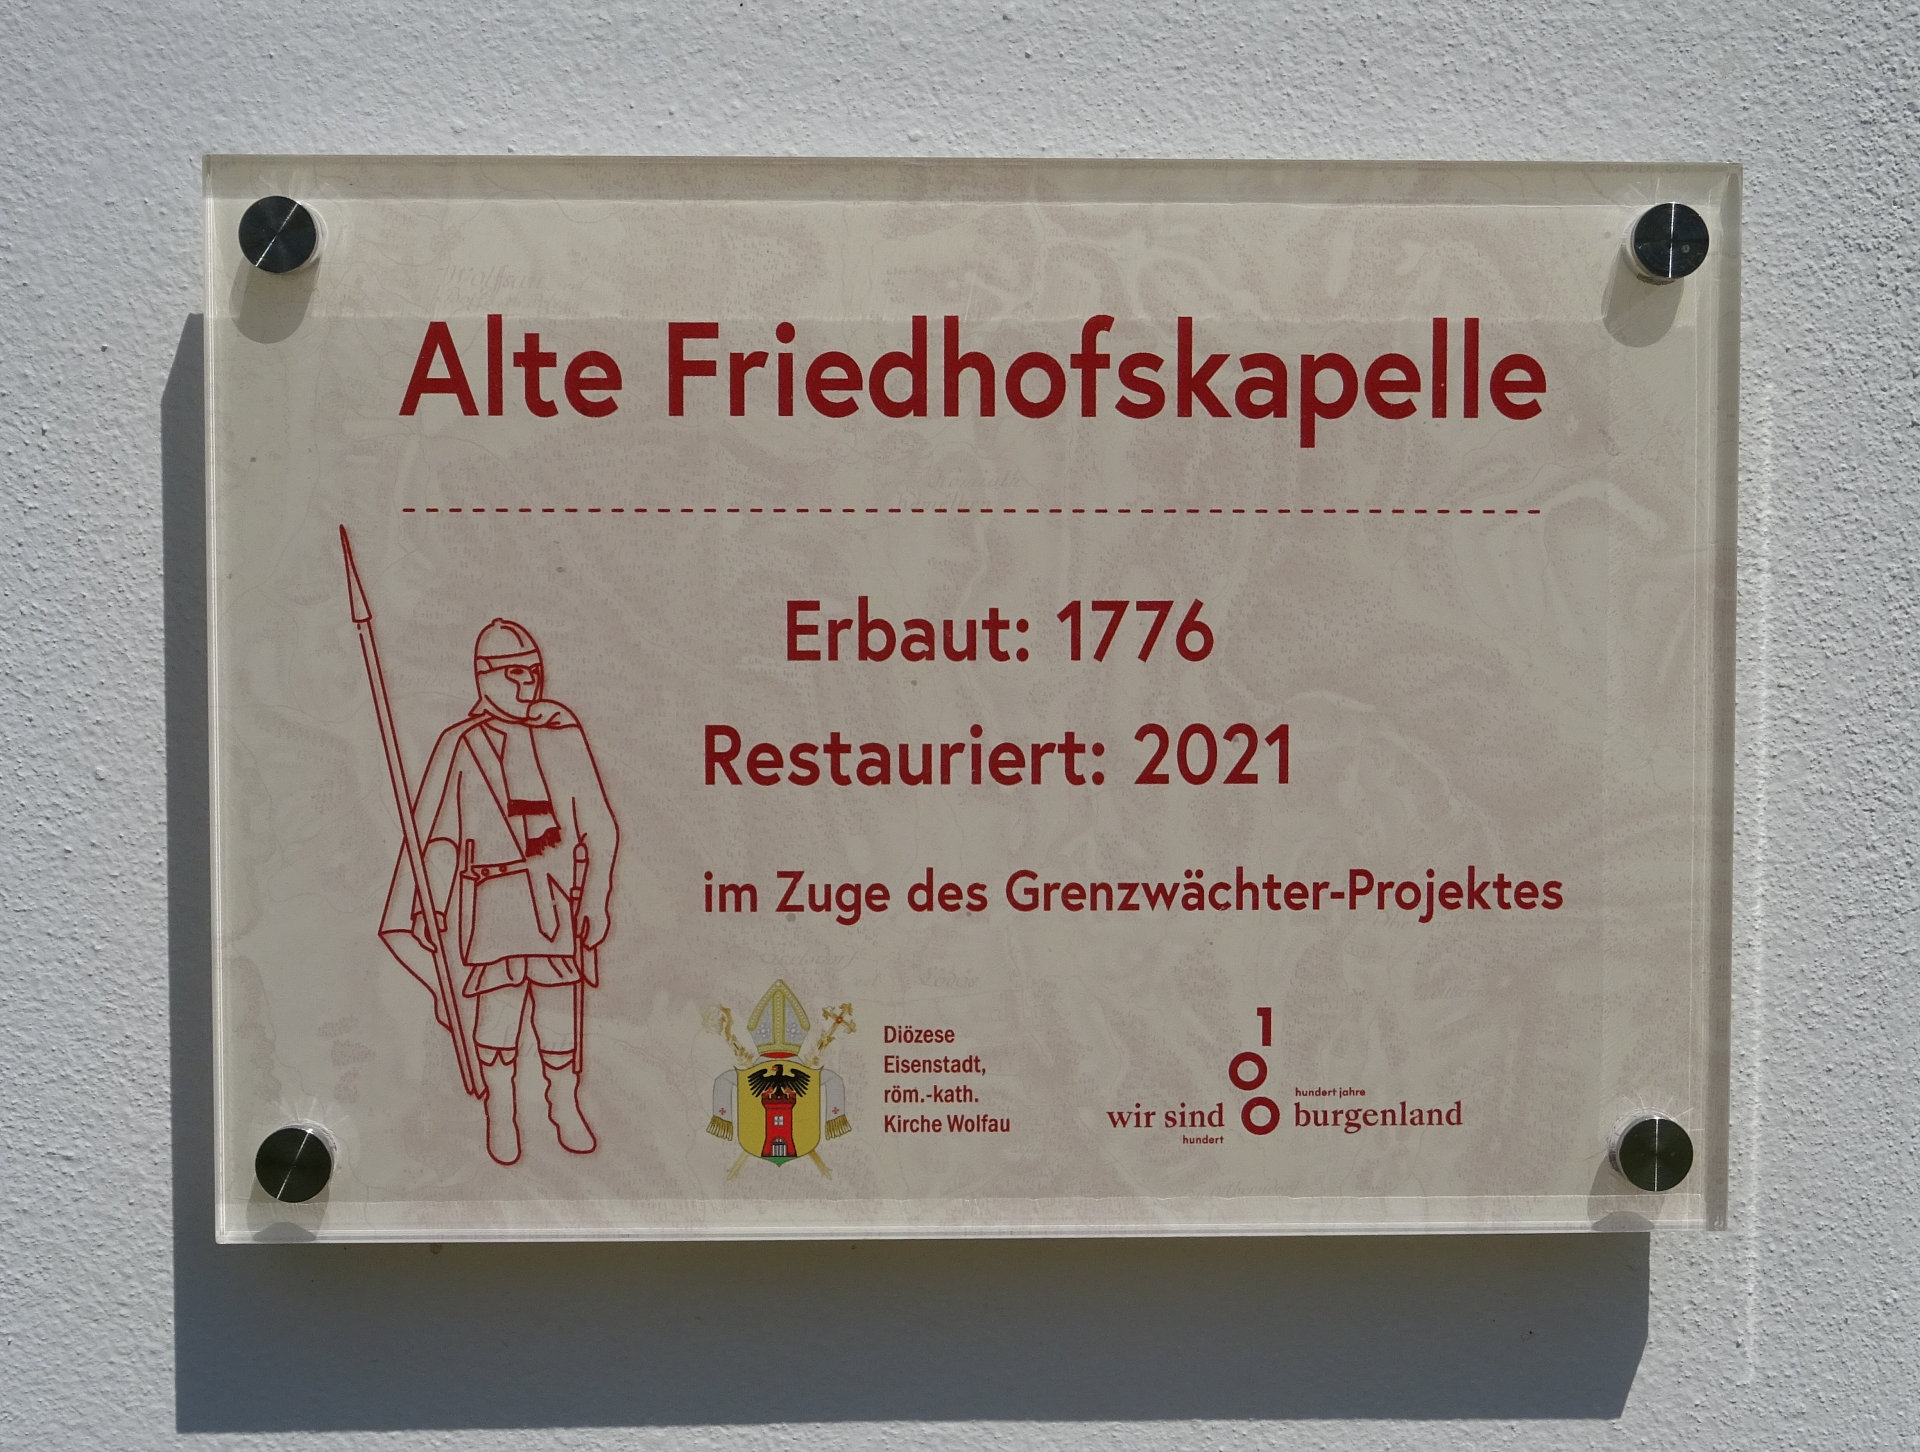 Alte Friedhofskapelle
Erbaut: 1776
Restauriert: 2021
im Zuge des Grenzwächter-Projektes
Diözese
Eisenstadt,
röm.-kath.
Kirche Wolfau
100
wir sind
hundert
hundert jahre
burgenland